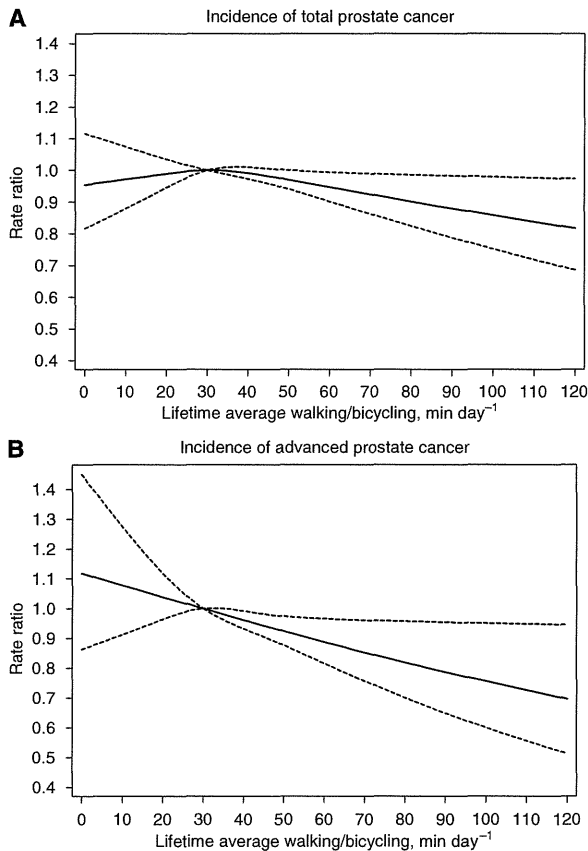 A
Incidence of total prostate cancer
1.4
1.3
1.2
1.1
1.0
0.9
0.8
0.7
0.6
0.5
0.4
Rate ratio
0 10 20 30 40 50 60 70 80 90 100 110 120
Lifetime average walking/bicycling, min day⁻¹
B
Incidence of advanced prostate cancer
1.4
1.3
1.2
1.1
1.0
0.9
0.8
0.7
0.6
0.5
0.4
Rate ratio
0 10 20 30 40 50 60 70 80 90 100 110 120
Lifetime average walking/bicycling, min day⁻¹